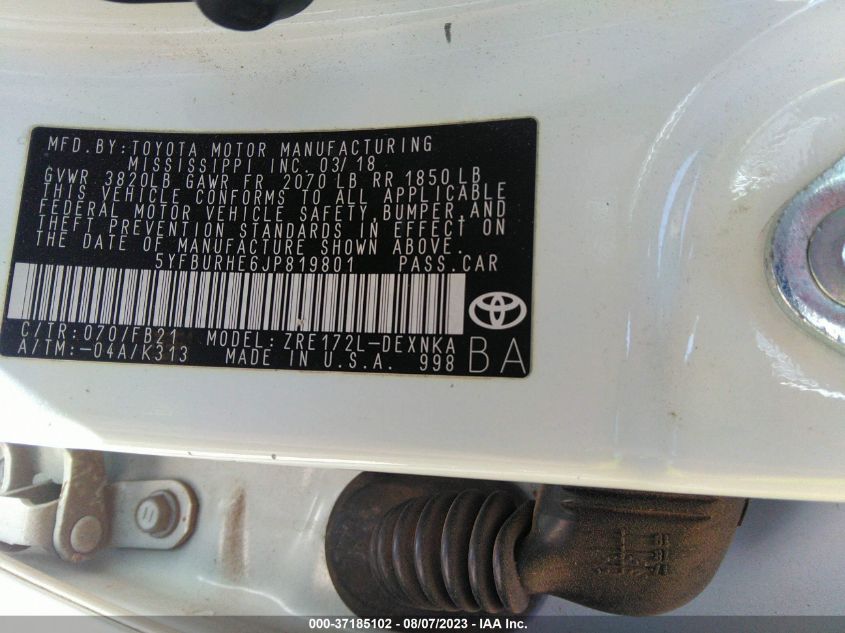 MFD. BY: TOYOTA MOTOR MANUFACTURING
MISSISSIPPI INC. 03/18
GVWR 3820LB GAWR FR 2070 LB RR 1850 LB
THIS VEHICLE CONFORMS TO ALL APPLICABLE
FEDERAL MOTOR VEHICLE SAFETY, BUMPER, AND
THEFT PREVENTION STANDARDS IN EFFECT ON
THE DATE OF MANUFACTURE SHOWN ABOVE.
5YFBURHE6JP819801 PASS. CAR
C/TR: 070/FB21 MODEL: ZRE172L-DEXNKA
A/TM: -04A/K313 MADE IN U.S.A. 998 BA
000-37185102 - 08/07/2023 - IAA Inc.